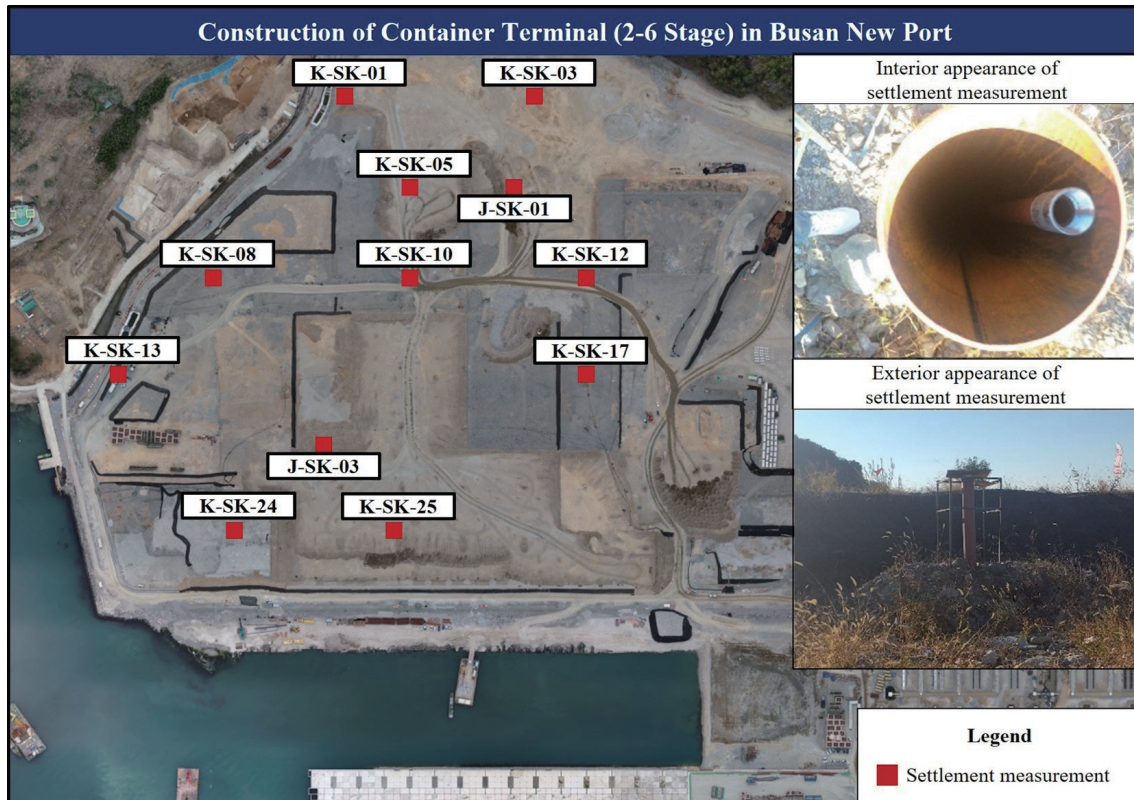 Construction of Container Terminal (2-6 Stage) in Busan New Port
K-SK-01
K-SK-03
K-SK-05
J-SK-01
K-SK-08
K-SK-10
K-SK-12
K-SK-13
K-SK-17
J-SK-03
K-SK-24
K-SK-25
Interior appearance of
settlement measurement
Exterior appearance of
settlement measurement
Legend
Settlement measurement